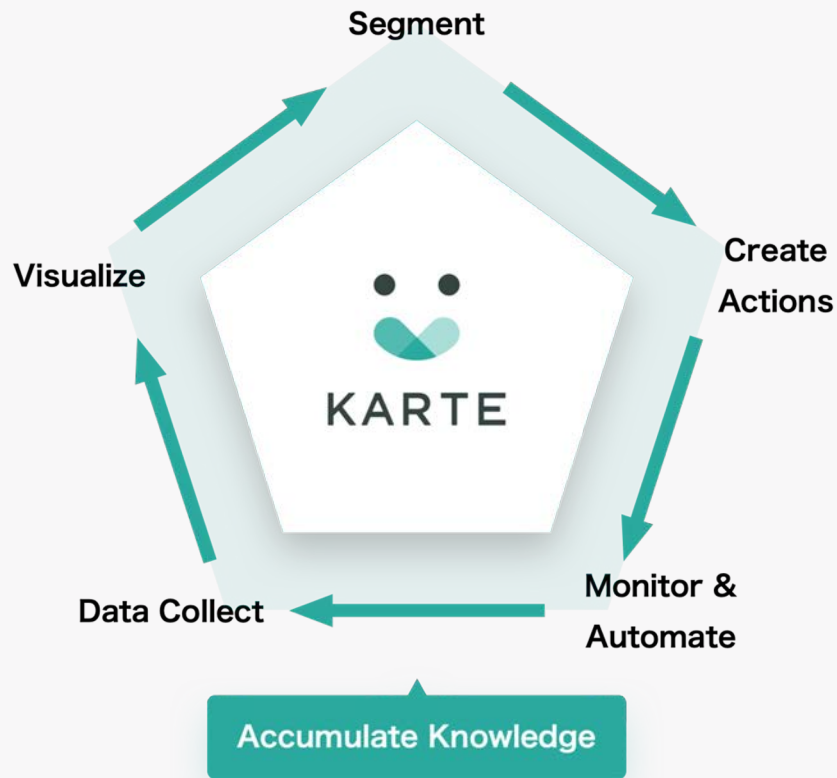 Segment
Visualize
Create
Actions
KARTE
Data Collect
Monitor &
Automate
Accumulate Knowledge